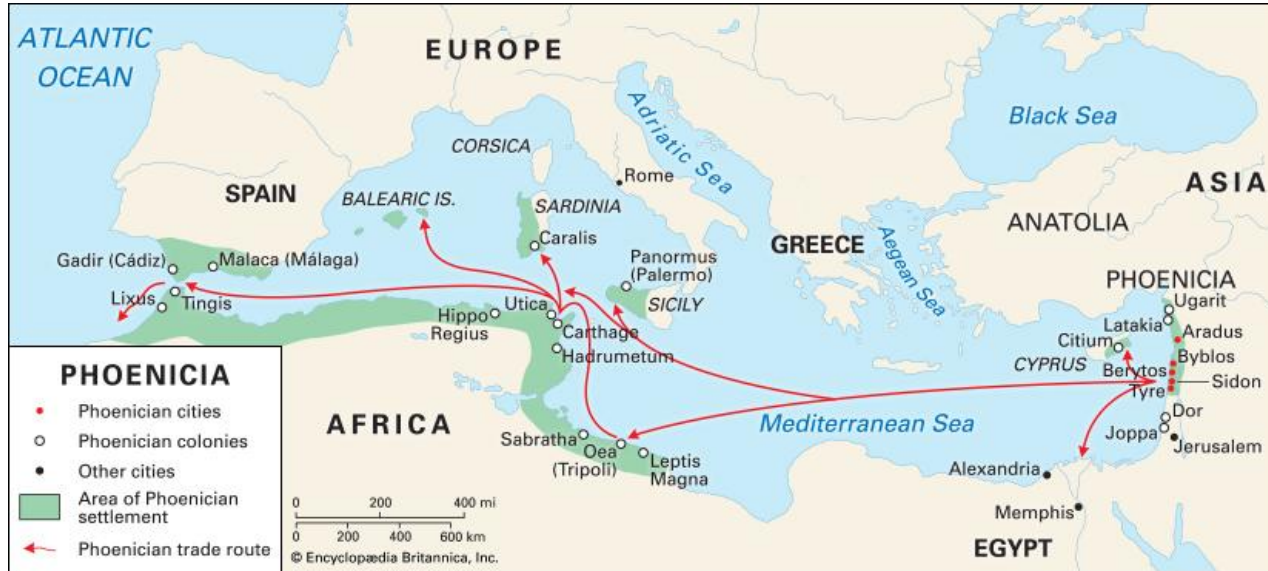 ATLANTIC
OCEAN
EUROPE
Black Sea
Adriatic Sea
CORSICA
Rome
ASIA
SPAIN
BALEARIC IS.
SARDINIA
ANATOLIA
GREECE
Aegean Sea
Caralis
Panormus
(Palermo)
SICILY
Gadir (Cádiz)
Malaca (Málaga)
PHOENICIA
Ugarit
Lixus
Tingis
Hippo
Regius
Utica
Carthage
Hadrumetum
Latakia
Aradus
Citium
CYPRUS
Byblos
Berytos
Sidon
Tyre
AFRICA
Mediterranean Sea
Dor
Joppa
Jerusalem
Sabratha
Oea
(Tripoli)
Leptis
Magna
Alexandria
Memphis
EGYPT
PHOENICIA
Phoenician cities
Phoenician colonies
Other cities
Area of Phoenician
settlement
Phoenician trade route
0 200 400 mi
0 200 400 600 km
© Encyclopædia Britannica, Inc.